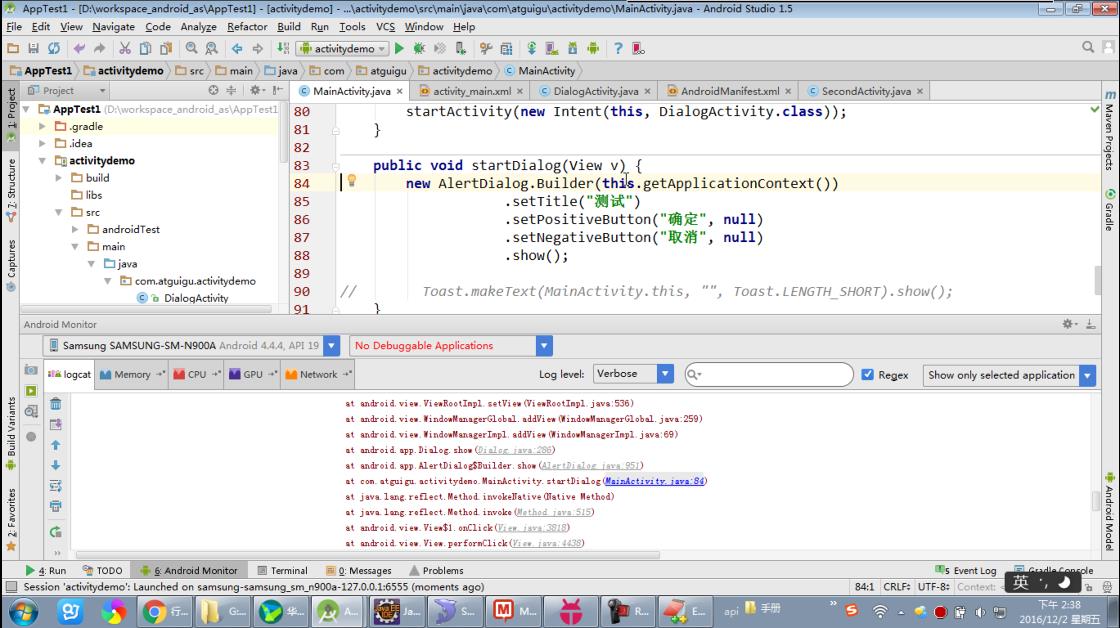 AppTest1 - [D:\workspace_android_as\AppTest1] - [activitydemo] - ...\activitydemo\src\main\java\com\atguigu\activitydemo\MainActivity.java - Android Studio 1.5
File Edit View Navigate Code Analyze Refactor Build Run Tools VCS Window Help
activitydemo
AppTest1 activitydemo src main java com atguigu activitydemo MainActivity
Project
MainActivity.java activity_main.xml DialogActivity.java AndroidManifest.xml SecondActivity.java
AppTest1 (D:\workspace_android_as\AppTest1
.gradle
.idea
activitydemo
build
libs
src
androidTest
main
java
com.atguigu.activitydemo
DialogActivity
80 startActivity(new Intent(this, DialogActivity.class));
81 }
82
83 public void startDialog(View v) {
84 new AlertDialog.Builder(this.getApplicationContext())
85 .setTitle("测试")
86 .setPositiveButton("确定", null)
87 .setNegativeButton("取消", null)
88 .show();
89
90 // Toast.makeText(MainActivity.this, "", Toast.LENGTH_SHORT).show();
91 }
1: Project
7: Structure
Captures
Build Variants
2: Favorites
Maven Projects
Gradle
Android Model
Android Monitor
Samsung SAMSUNG-SM-N900A Android 4.4.4, API 19 No Debuggable Applications
logcat Memory CPU GPU Network Log level: Verbose Regex Show only selected application
at android.view.ViewRootImpl.setView(ViewRootImpl.java:536)
at android.view.WindowManagerGlobal.addView(WindowManagerGlobal.java:259)
at android.view.WindowManagerImpl.addView(WindowManagerImpl.java:69)
at android.app.Dialog.show(Dialog.java:286)
at android.app.AlertDialog$Builder.show(AlertDialog.java:951)
at com.atguigu.activitydemo.MainActivity.startDialog(MainActivity.java:84)
at java.lang.reflect.Method.invokeNative(Native Method)
at java.lang.reflect.Method.invoke(Method.java:515)
at android.view.View$1.onClick(View.java:3818)
at android.view.View.performClick(View.java:4438)
4: Run TODO 6: Android Monitor Terminal 0: Messages Problems Event Log Gradle Console
Session 'activitydemo': Launched on samsung-samsung_sm_n900a-127.0.0.1:6555 (moments ago) 84:1 CRLF÷ UTF-8÷ Context:
英
行... G:... 华... A... Ja... S... M... R... E... api 手册
下午 2:38
2016/12/2 星期五